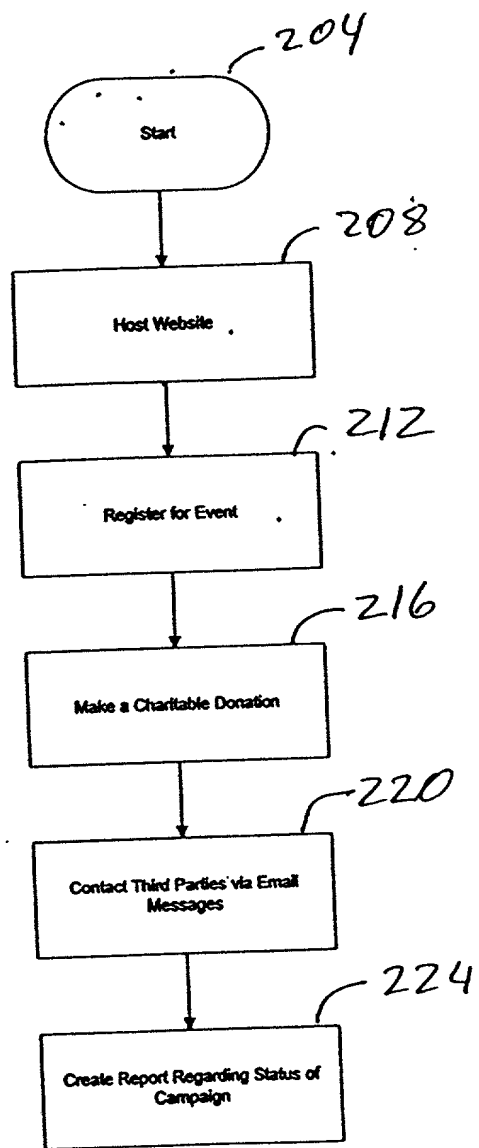 204
Start
208
Host Website
212
Register for Event
216
Make a Charitable Donation
220
Contact Third Parties via Email
Messages
224
Create Report Regarding Status of
Campaign